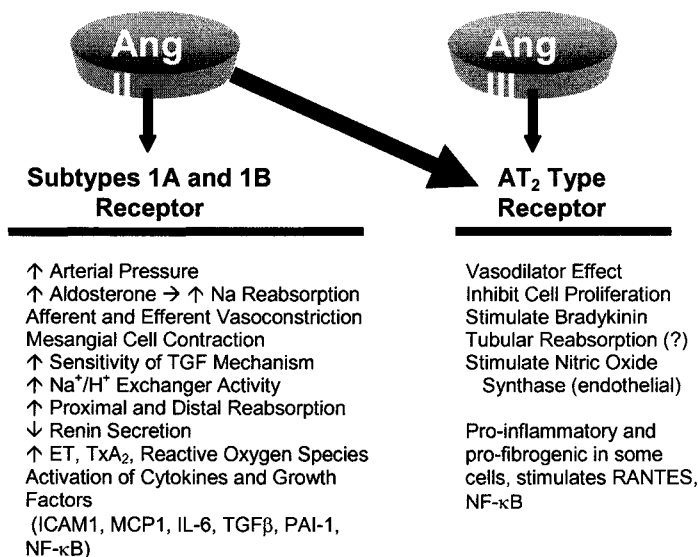 Ang
II
Ang
III
Subtypes 1A and 1B
Receptor
↑ Arterial Pressure
↑ Aldosterone → ↑ Na Reabsorption
Afferent and Efferent Vasoconstriction
Mesangial Cell Contraction
↑ Sensitivity of TGF Mechanism
↑ Na⁺/H⁺ Exchanger Activity
↑ Proximal and Distal Reabsorption
↓ Renin Secretion
↑ ET, TxA₂, Reactive Oxygen Species
Activation of Cytokines and Growth
Factors
(ICAM1, MCP1, IL-6, TGFβ, PAI-1,
NF-κB)
AT₂ Type
Receptor
Vasodilator Effect
Inhibit Cell Proliferation
Stimulate Bradykinin
Tubular Reabsorption (?)
Stimulate Nitric Oxide
Synthase (endothelial)
Pro-inflammatory and
pro-fibrogenic in some
cells, stimulates RANTES,
NF-κB